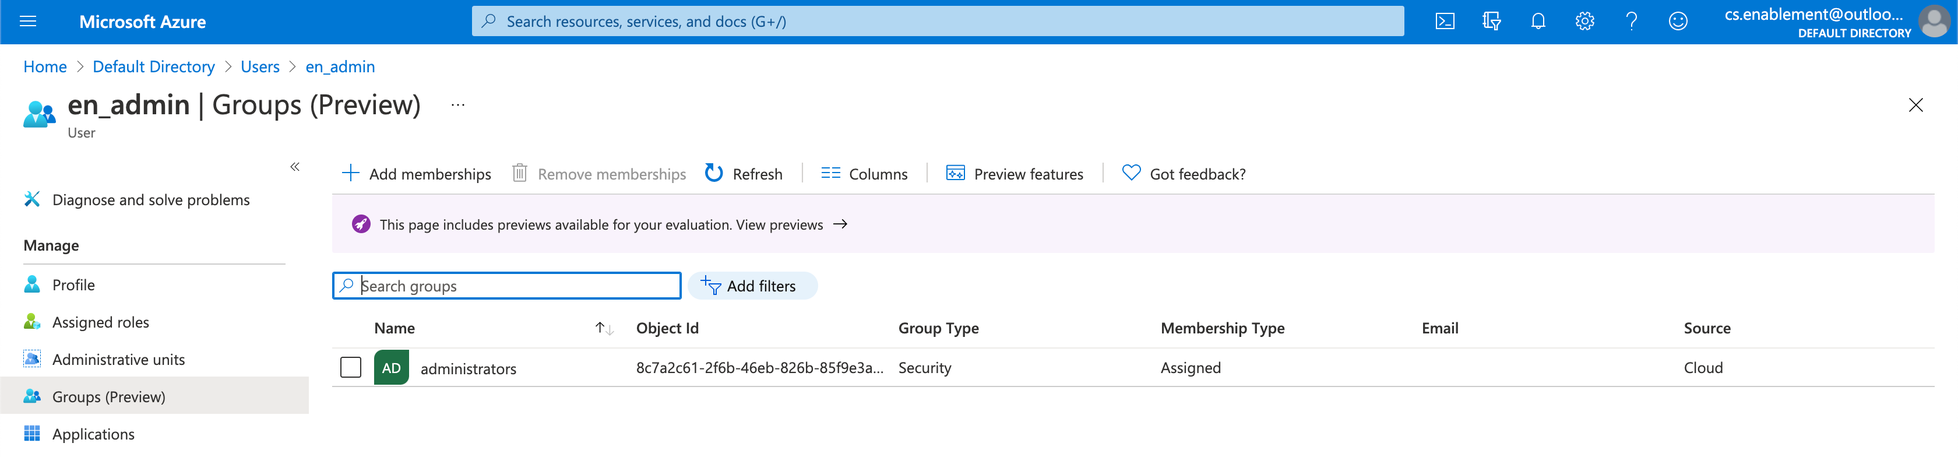 Microsoft Azure
Search resources, services, and docs (G+/)
cs.enablement@outloo...
DEFAULT DIRECTORY
Home > Default Directory > Users > en_admin
en_admin | Groups (Preview) ...
User
«
Add memberships Remove memberships Refresh Columns Preview features Got feedback?
Diagnose and solve problems
This page includes previews available for your evaluation. View previews →
Manage
Profile
Search groups Add filters
Assigned roles
Name Object Id Group Type Membership Type Email Source
Administrative units
AD administrators 8c7a2c61-2f6b-46eb-826b-85f9e3a... Security Assigned Cloud
Groups (Preview)
Applications